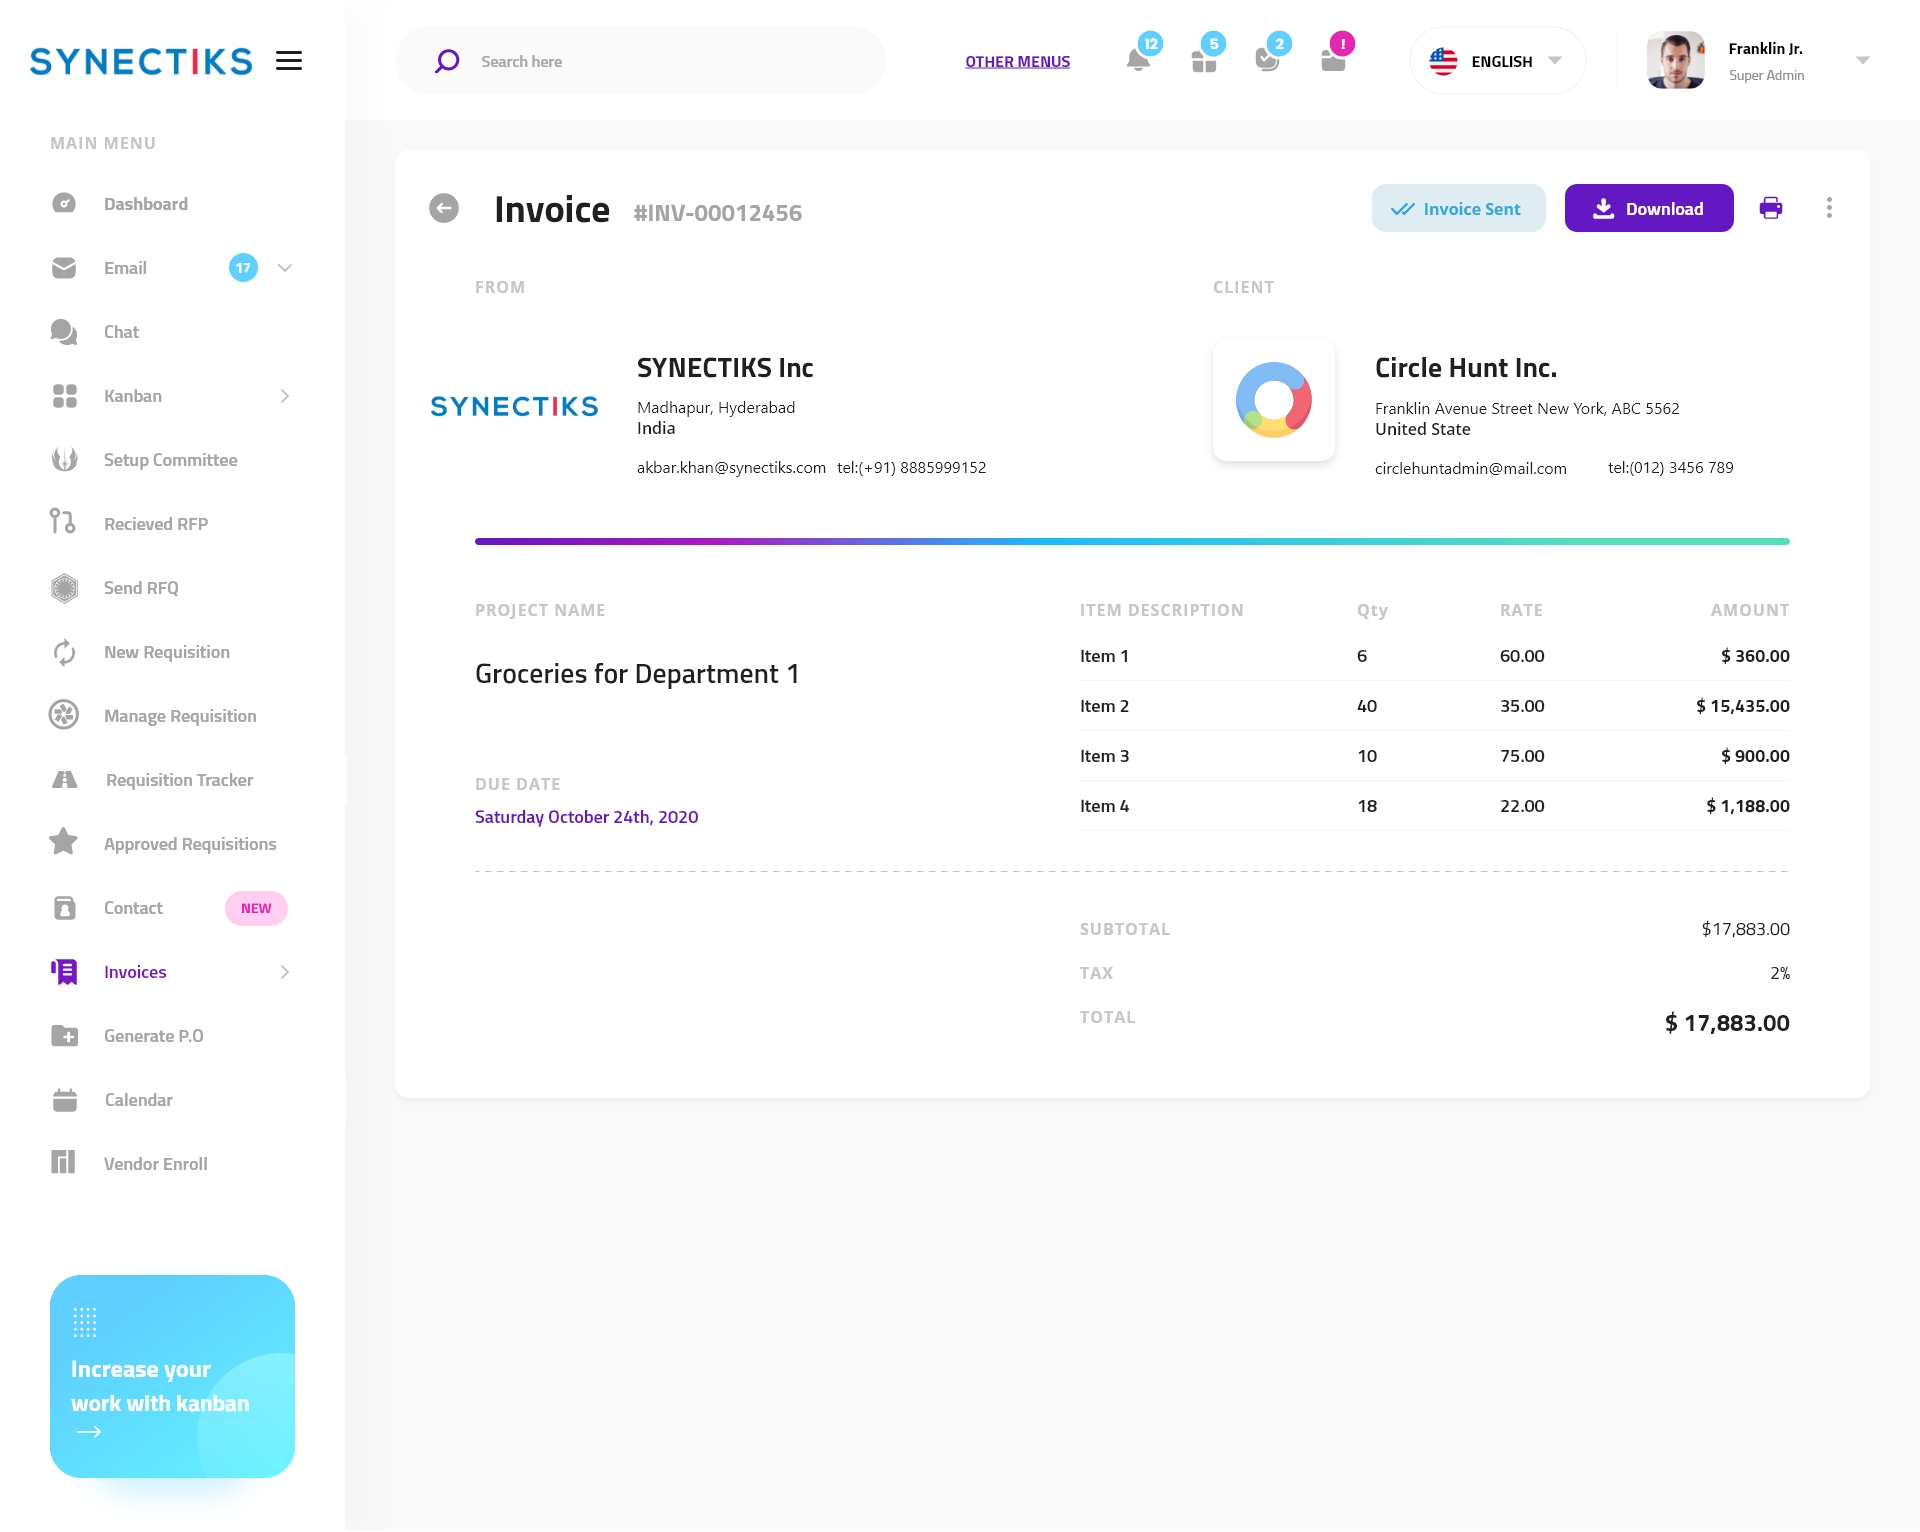 SYNECTIKS
Search here
OTHER MENUS
12
5
2
!
ENGLISH
Franklin Jr.
Super Admin
MAIN MENU
Dashboard
Email 17
Chat
Kanban
Setup Committee
Recieved RFP
Send RFQ
New Requisition
Manage Requisition
Requisition Tracker
Approved Requisitions
Contact NEW
Invoices
Generate P.O
Calendar
Vendor Enroll
Increase your
work with kanban
Invoice #INV-00012456
Invoice Sent
Download
FROM
SYNECTIKS
SYNECTIKS Inc
Madhapur, Hyderabad
India
akbar.khan@synectiks.com tel:(+91) 8885999152
CLIENT
Circle Hunt Inc.
Franklin Avenue Street New York, ABC 5562
United State
circlehuntadmin@mail.com tel:(012) 3456 789
PROJECT NAME
Groceries for Department 1
DUE DATE
Saturday October 24th, 2020
ITEM DESCRIPTION Qty RATE AMOUNT
Item 1 6 60.00 $ 360.00
Item 2 40 35.00 $ 15,435.00
Item 3 10 75.00 $ 900.00
Item 4 18 22.00 $ 1,188.00
SUBTOTAL $17,883.00
TAX 2%
TOTAL $ 17,883.00